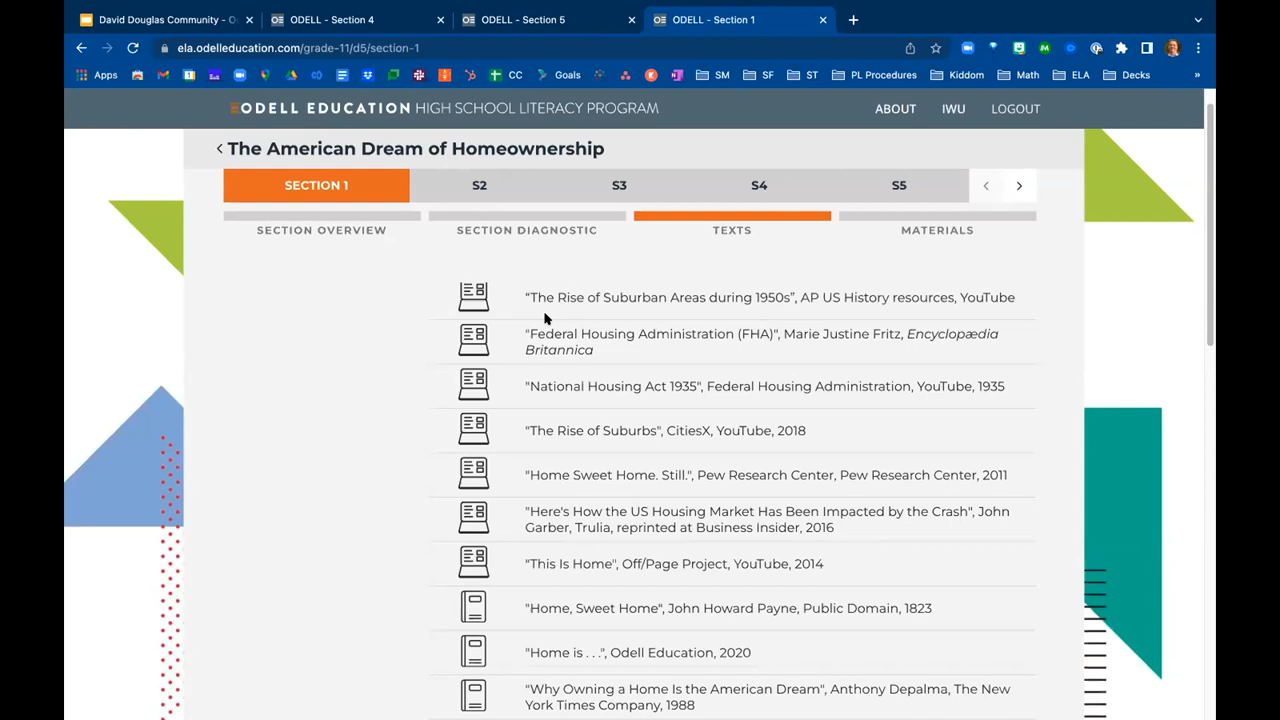 David Douglas Community - O
ODELL - Section 4
ODELL - Section 5
ODELL - Section 1
ela.odelleducation.com/grade-11/d5/section-1
Apps
CC
Goals
SM
SF
ST
PL Procedures
Kiddom
Math
ELA
Decks
»
ODELL EDUCATION HIGH SCHOOL LITERACY PROGRAM
ABOUT
IWU
LOGOUT
The American Dream of Homeownership
SECTION 1
S2
S3
S4
S5
SECTION OVERVIEW
SECTION DIAGNOSTIC
TEXTS
MATERIALS
“The Rise of Suburban Areas during 1950s”, AP US History resources, YouTube
"Federal Housing Administration (FHA)", Marie Justine Fritz, Encyclopædia
Britannica
"National Housing Act 1935", Federal Housing Administration, YouTube, 1935
"The Rise of Suburbs", CitiesX, YouTube, 2018
"Home Sweet Home. Still.", Pew Research Center, Pew Research Center, 2011
"Here's How the US Housing Market Has Been Impacted by the Crash", John
Garber, Trulia, reprinted at Business Insider, 2016
"This Is Home", Off/Page Project, YouTube, 2014
"Home, Sweet Home", John Howard Payne, Public Domain, 1823
"Home is . . .", Odell Education, 2020
"Why Owning a Home Is the American Dream", Anthony Depalma, The New
York Times Company, 1988